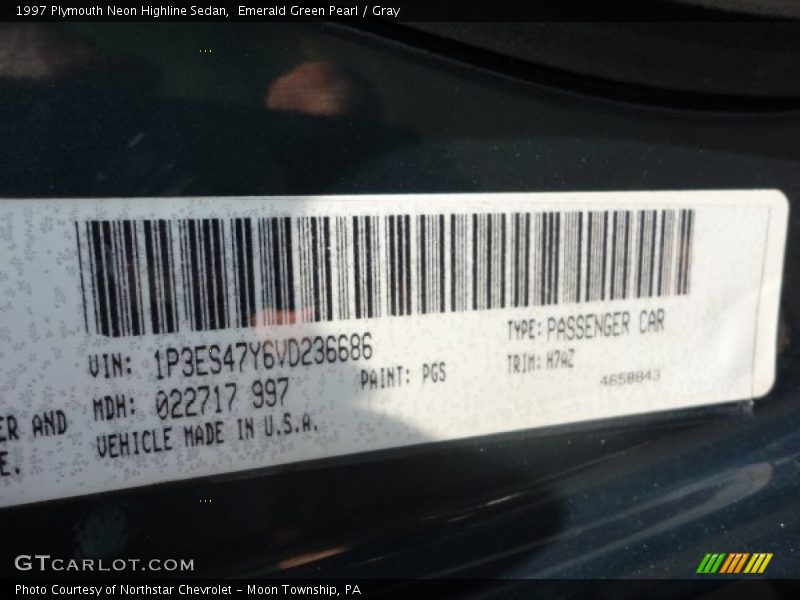 1997 Plymouth Neon Highline Sedan,  Emerald Green Pearl / Gray
VIN: 1P3ES47Y6VD236686
TYPE: PASSENGER CAR
MDH: 022717 997
PAINT: PGS
TRIM: H7AZ
4658843
ER AND
VEHICLE MADE IN U.S.A.
E.
GTCARLOT.COM
Photo Courtesy of Northstar Chevrolet - Moon Township, PA